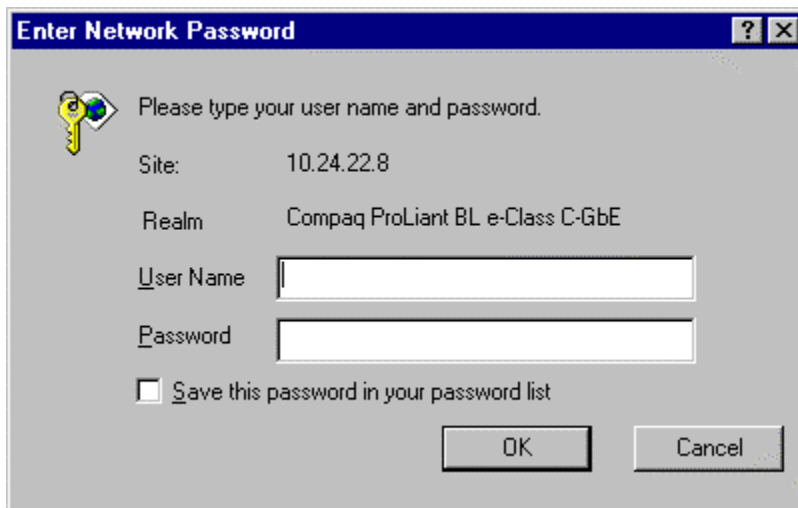 Enter Network Password
Please type your user name and password.
Site: 10.24.22.8
Realm Compaq ProLiant BL e-Class C-GbE
User Name
Password
Save this password in your password list
OK Cancel